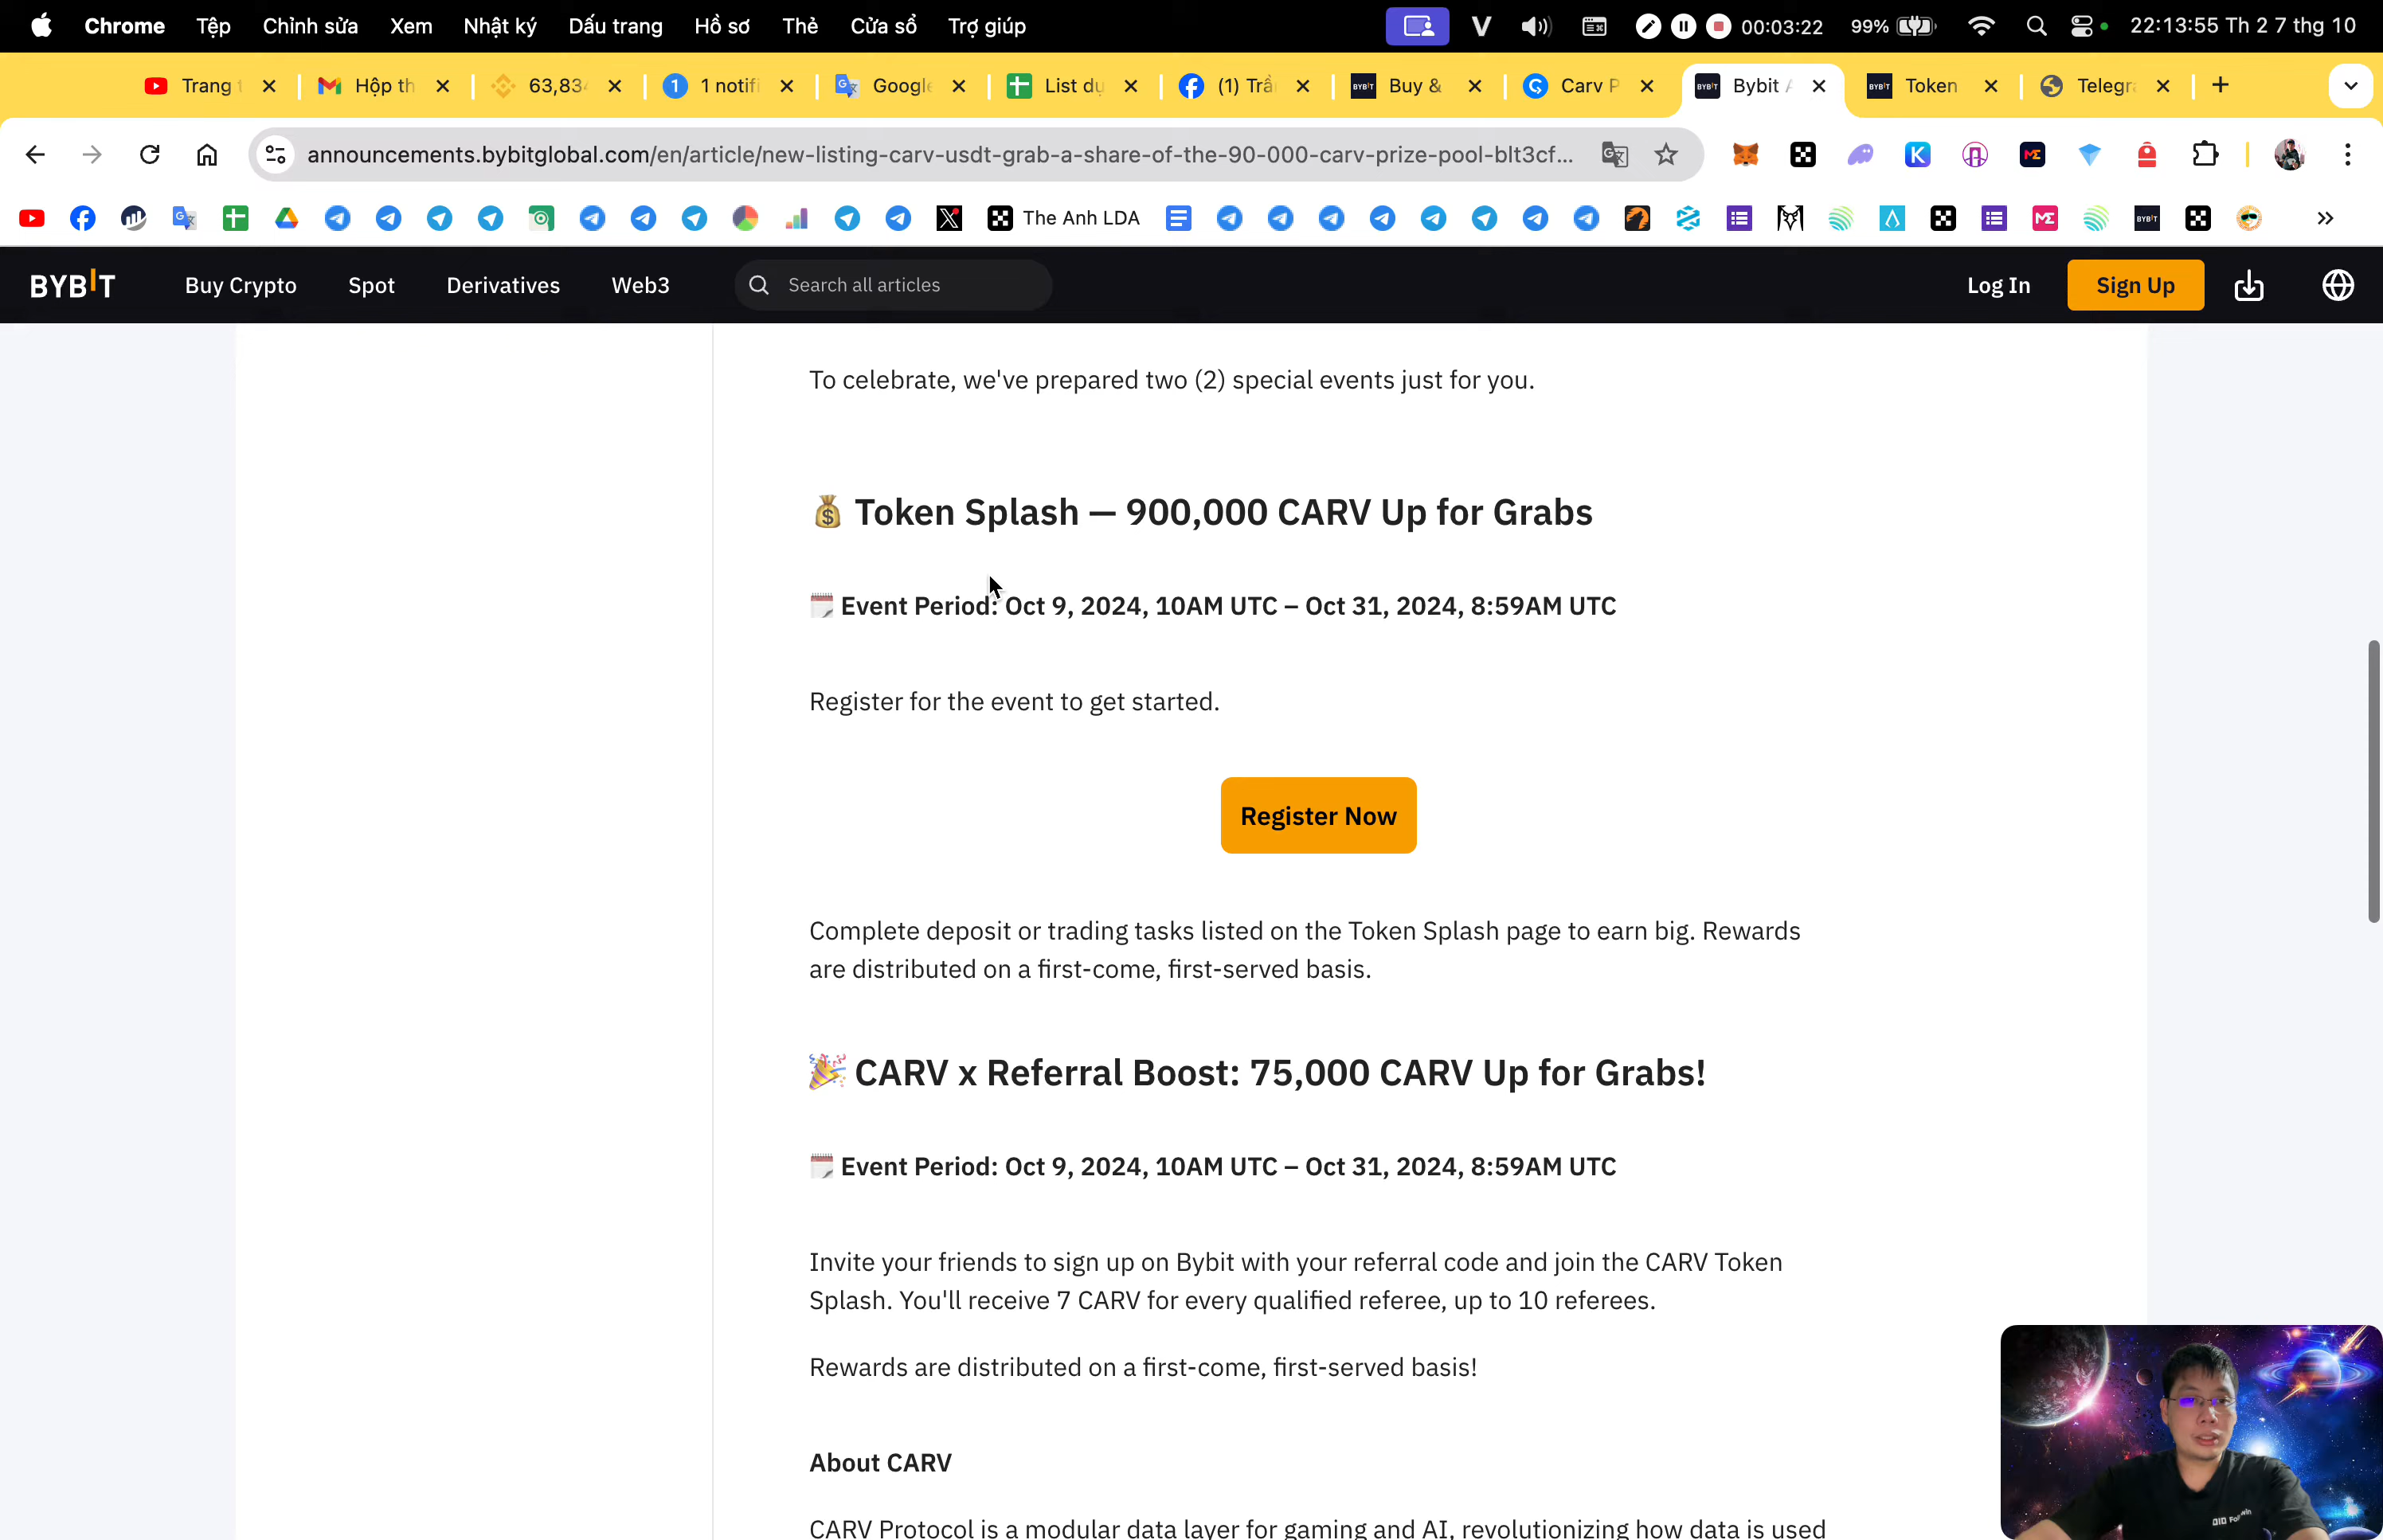 Chrome Tệp Chỉnh sửa Xem Nhật ký Dấu trang Hồ sơ Thẻ Cửa sổ Trợ giúp 00:03:22 99% 22:13:55 Th 2 7 thg 10
Trang Hộp th 63,83 1 notifi Google List dụ (1) Trầ Buy & Carv P Bybit Token Telegra
announcements.bybitglobal.com/en/article/new-listing-carv-usdt-grab-a-share-of-the-90-000-carv-prize-pool-blt3cf...
The Anh LDA
BYBIT Buy Crypto Spot Derivatives Web3 Search all articles Log In Sign Up
To celebrate, we've prepared two (2) special events just for you.
💰 Token Splash — 900,000 CARV Up for Grabs
🗓️ Event Period: Oct 9, 2024, 10AM UTC – Oct 31, 2024, 8:59AM UTC
Register for the event to get started.
Register Now
Complete deposit or trading tasks listed on the Token Splash page to earn big. Rewards
are distributed on a first-come, first-served basis.
🎉 CARV x Referral Boost: 75,000 CARV Up for Grabs!
🗓️ Event Period: Oct 9, 2024, 10AM UTC – Oct 31, 2024, 8:59AM UTC
Invite your friends to sign up on Bybit with your referral code and join the CARV Token
Splash. You'll receive 7 CARV for every qualified referee, up to 10 referees.
Rewards are distributed on a first-come, first-served basis!
About CARV
CARV Protocol is a modular data layer for gaming and AI, revolutionizing how data is used